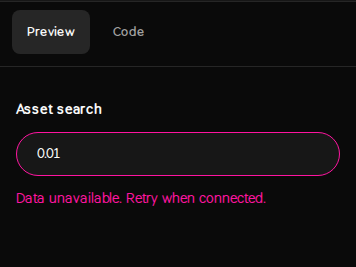 Preview Code
Asset search
0.01
Data unavailable. Retry when connected.